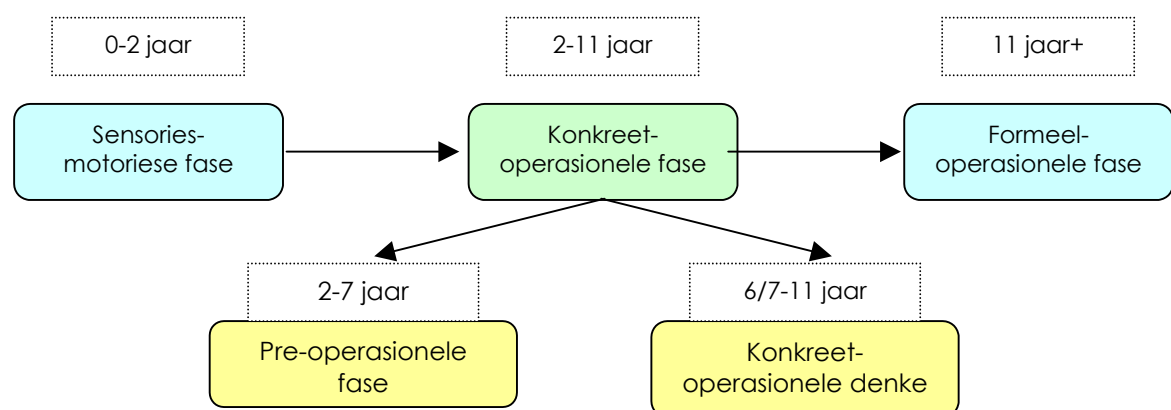 0-2 jaar
2-11 jaar
11 jaar+
Sensories-
motoriese fase
Konkreet-
operasionele fase
Formeel-
operasionele fase
2-7 jaar
6/7-11 jaar
Pre-operasionele
fase
Konkreet-
operasionele denke